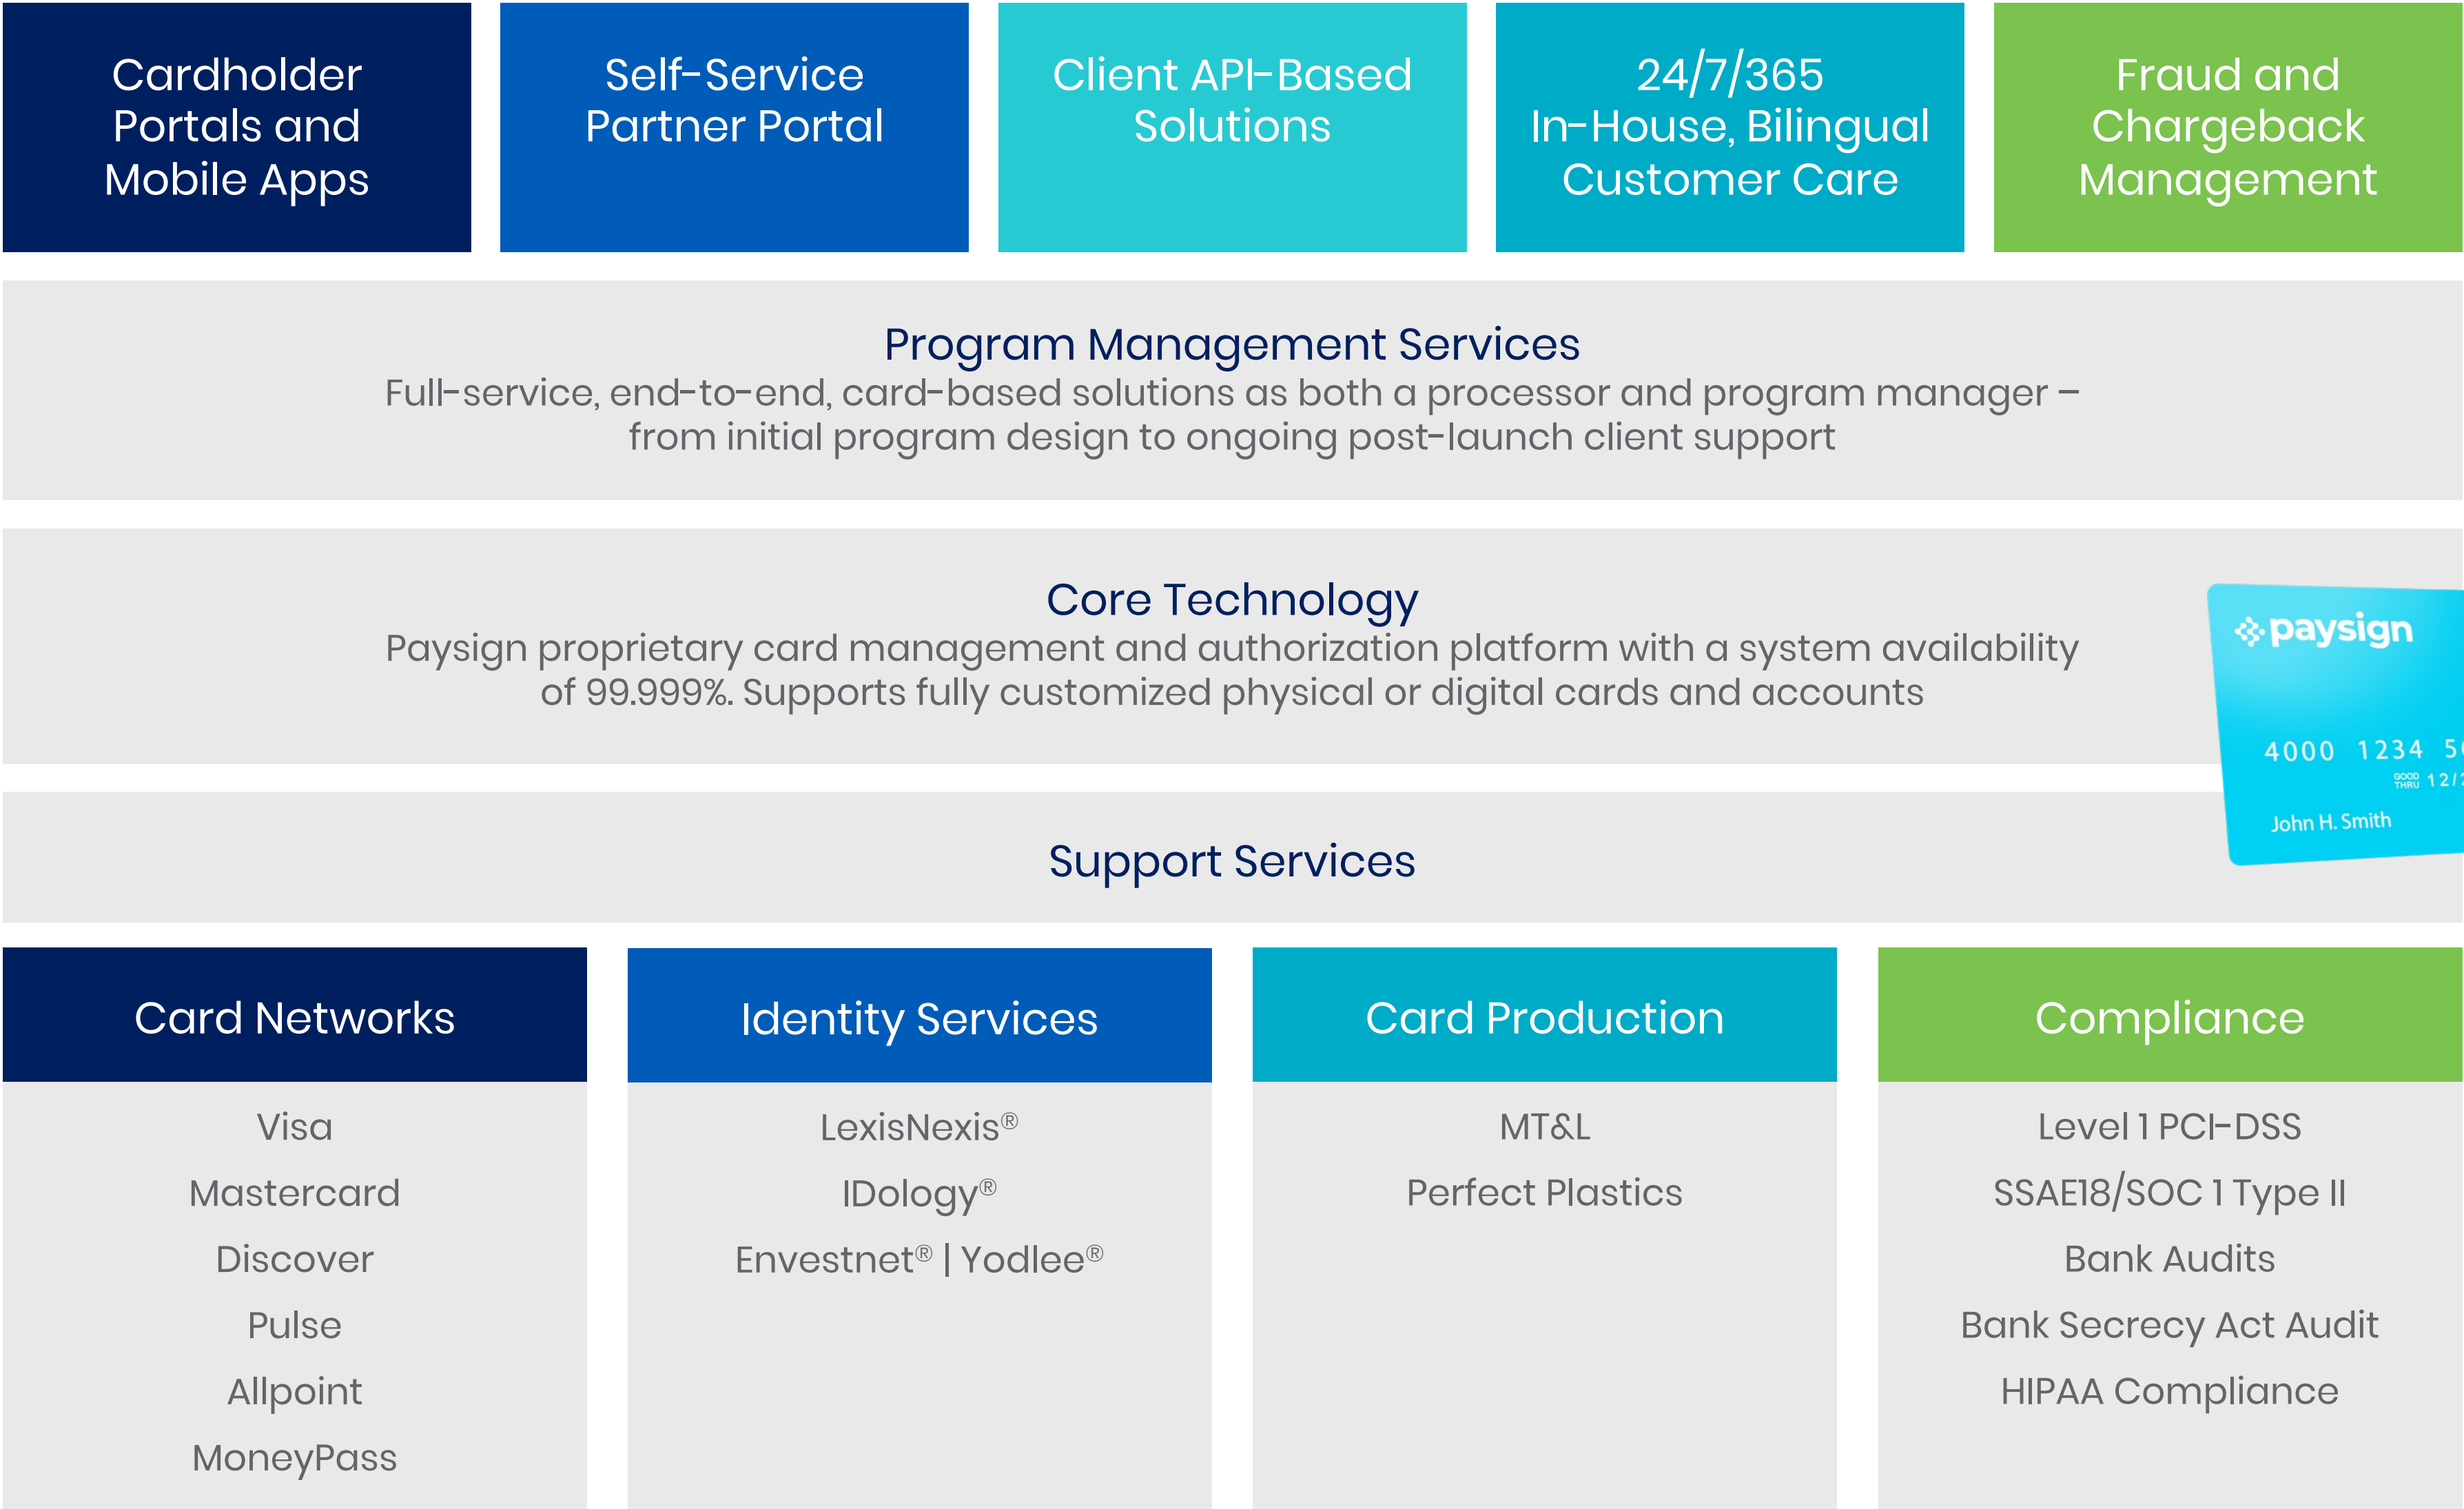 Cardholder
Portals and
Mobile Apps
Self-Service
Partner Portal
Client API-Based
Solutions
24/7/365
In-House, Bilingual
Customer Care
Fraud and
Chargeback
Management
Program Management Services
Full-service, end-to-end, card-based solutions as both a processor and program manager –
from initial program design to ongoing post-launch client support
Core Technology
Paysign proprietary card management and authorization platform with a system availability
of 99.999%. Supports fully customized physical or digital cards and accounts
paysign
4000 1234 5
GOOD
THRU 12/
John H. Smith
Support Services
Card Networks
Visa
Mastercard
Discover
Pulse
Allpoint
MoneyPass
Identity Services
LexisNexis®
IDology®
Envestnet® | Yodlee®
Card Production
MT&L
Perfect Plastics
Compliance
Level 1 PCI-DSS
SSAE18/SOC 1 Type II
Bank Audits
Bank Secrecy Act Audit
HIPAA Compliance